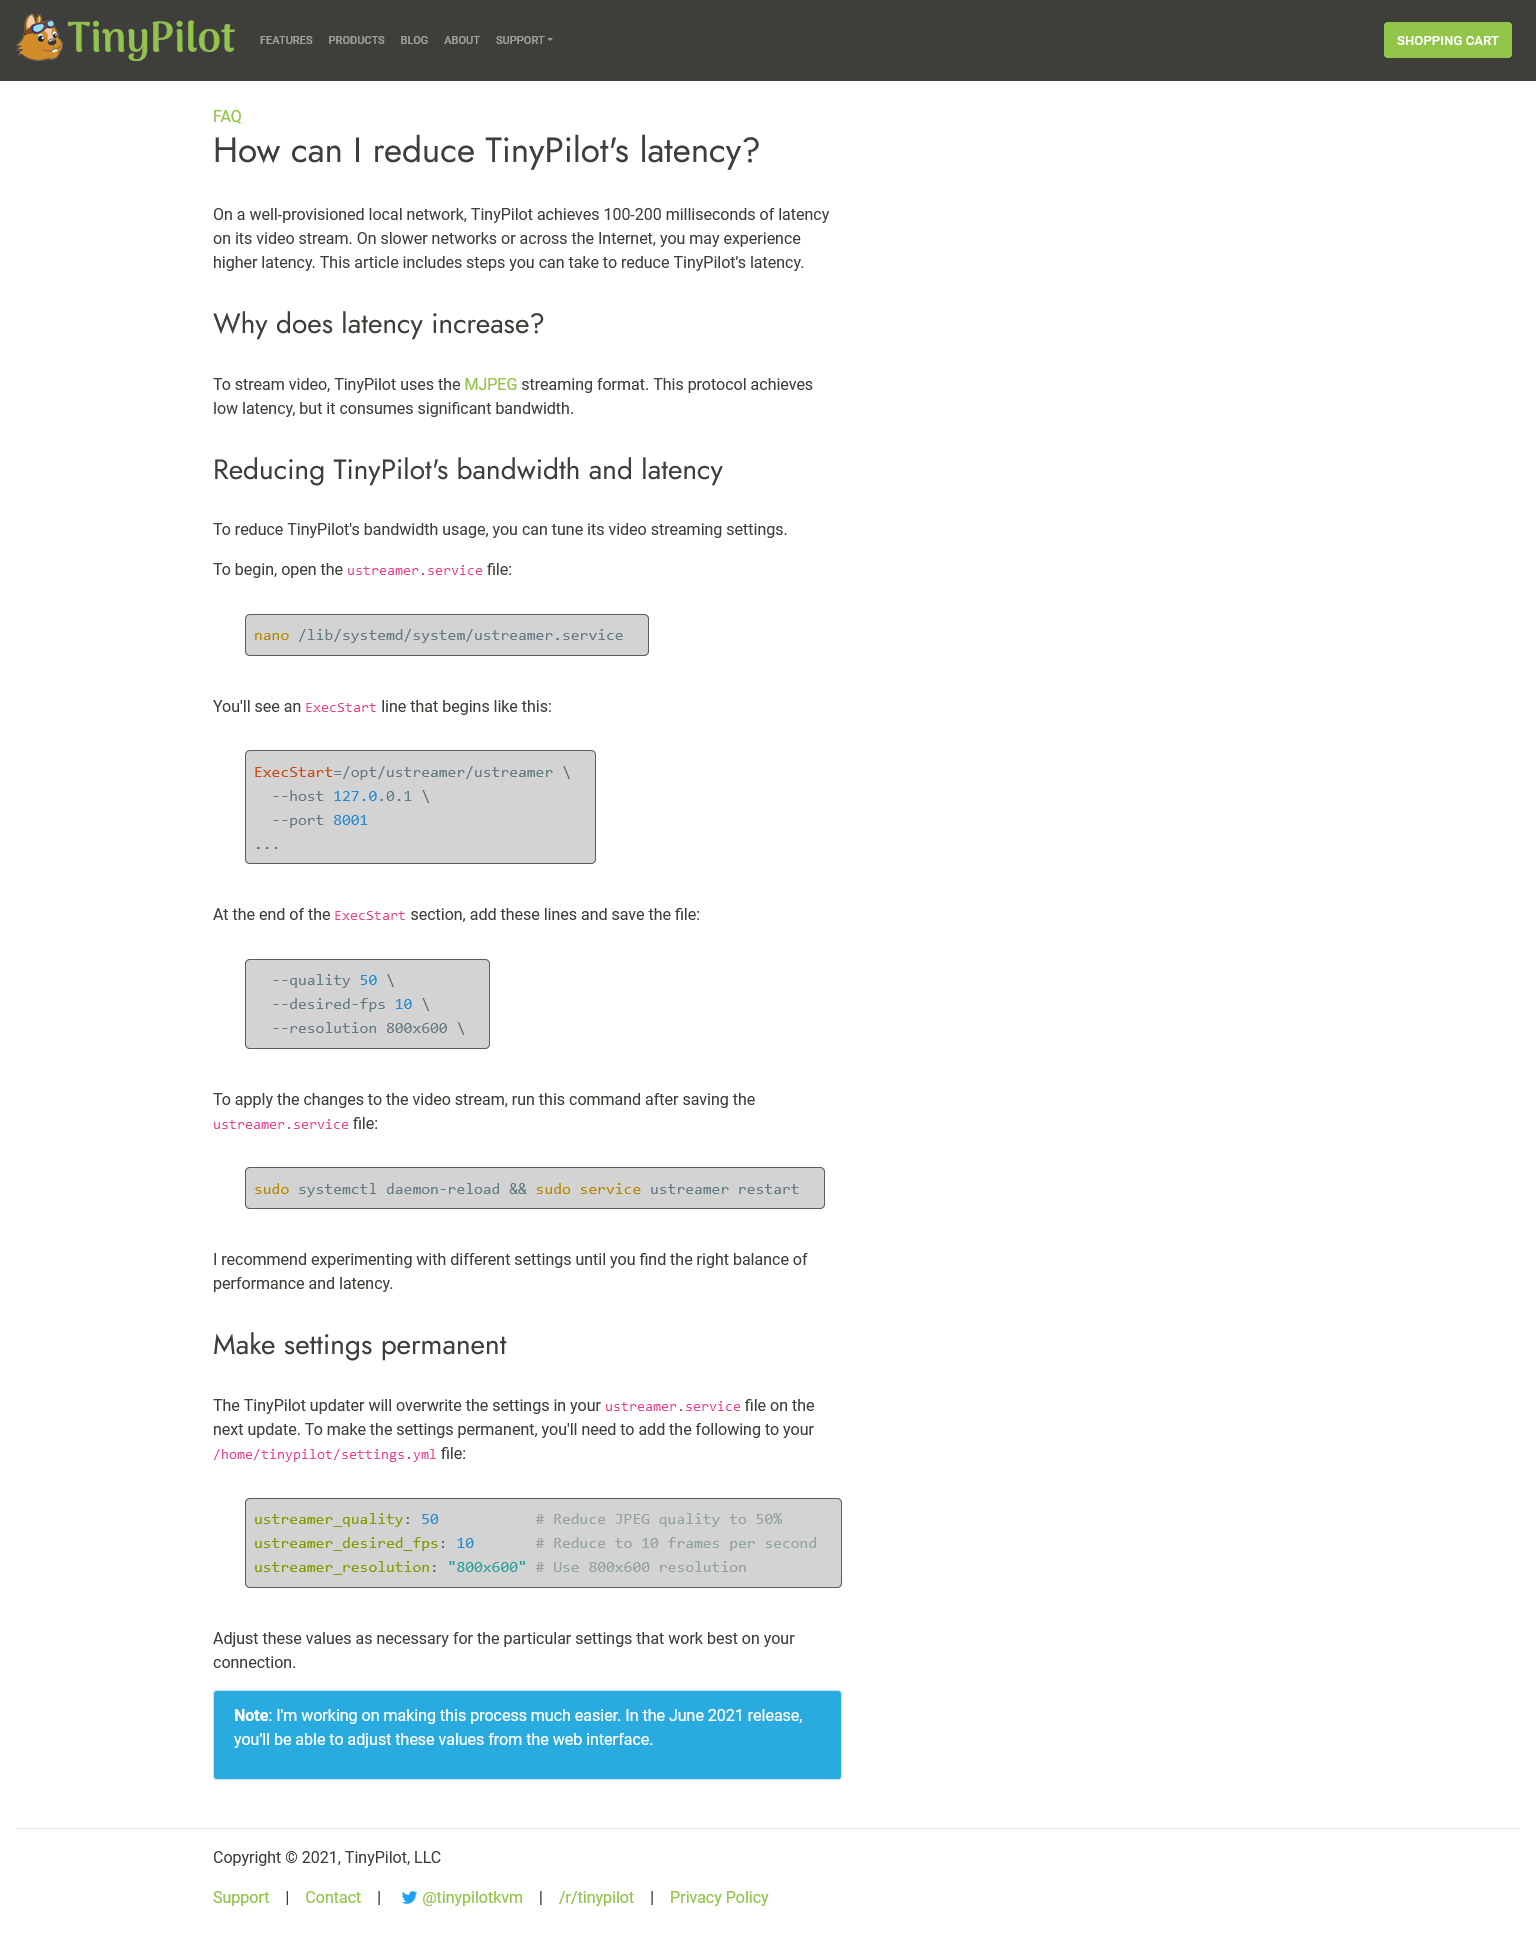 TinyPilot FEATURES PRODUCTS BLOG ABOUT SUPPORT SHOPPING CART
FAQ
How can I reduce TinyPilot's latency?
On a well-provisioned local network, TinyPilot achieves 100-200 milliseconds of latency
on its video stream. On slower networks or across the Internet, you may experience
higher latency. This article includes steps you can take to reduce TinyPilot's latency.
Why does latency increase?
To stream video, TinyPilot uses the MJPEG streaming format. This protocol achieves
low latency, but it consumes significant bandwidth.
Reducing TinyPilot's bandwidth and latency
To reduce TinyPilot's bandwidth usage, you can tune its video streaming settings.
To begin, open the ustreamer.service file:
nano /lib/systemd/system/ustreamer.service
You'll see an ExecStart line that begins like this:
ExecStart=/opt/ustreamer/ustreamer \
  --host 127.0.0.1 \
  --port 8001
...
At the end of the ExecStart section, add these lines and save the file:
  --quality 50 \
  --desired-fps 10 \
  --resolution 800x600 \
To apply the changes to the video stream, run this command after saving the
ustreamer.service file:
sudo systemctl daemon-reload && sudo service ustreamer restart
I recommend experimenting with different settings until you find the right balance of
performance and latency.
Make settings permanent
The TinyPilot updater will overwrite the settings in your ustreamer.service file on the
next update. To make the settings permanent, you'll need to add the following to your
/home/tinypilot/settings.yml file:
ustreamer_quality: 50           # Reduce JPEG quality to 50%
ustreamer_desired_fps: 10       # Reduce to 10 frames per second
ustreamer_resolution: "800x600" # Use 800x600 resolution
Adjust these values as necessary for the particular settings that work best on your
connection.
Note: I'm working on making this process much easier. In the June 2021 release,
you'll be able to adjust these values from the web interface.
Copyright © 2021, TinyPilot, LLC
Support | Contact | @tinypilotkvm | /r/tinypilot | Privacy Policy